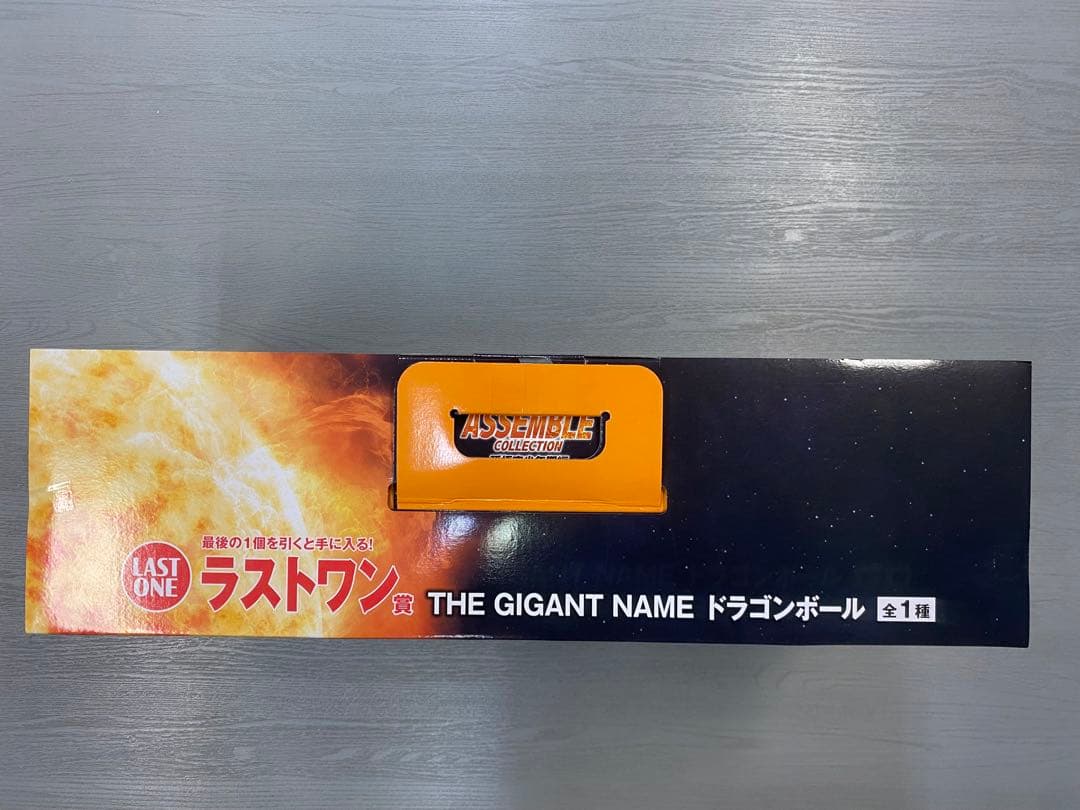 ASSEMBLE
COLLECTION
LAST
ONE
最後の1個を引くと手に入る!
ラストワン賞
THE GIGANT NAME ドラゴンボール 全1種